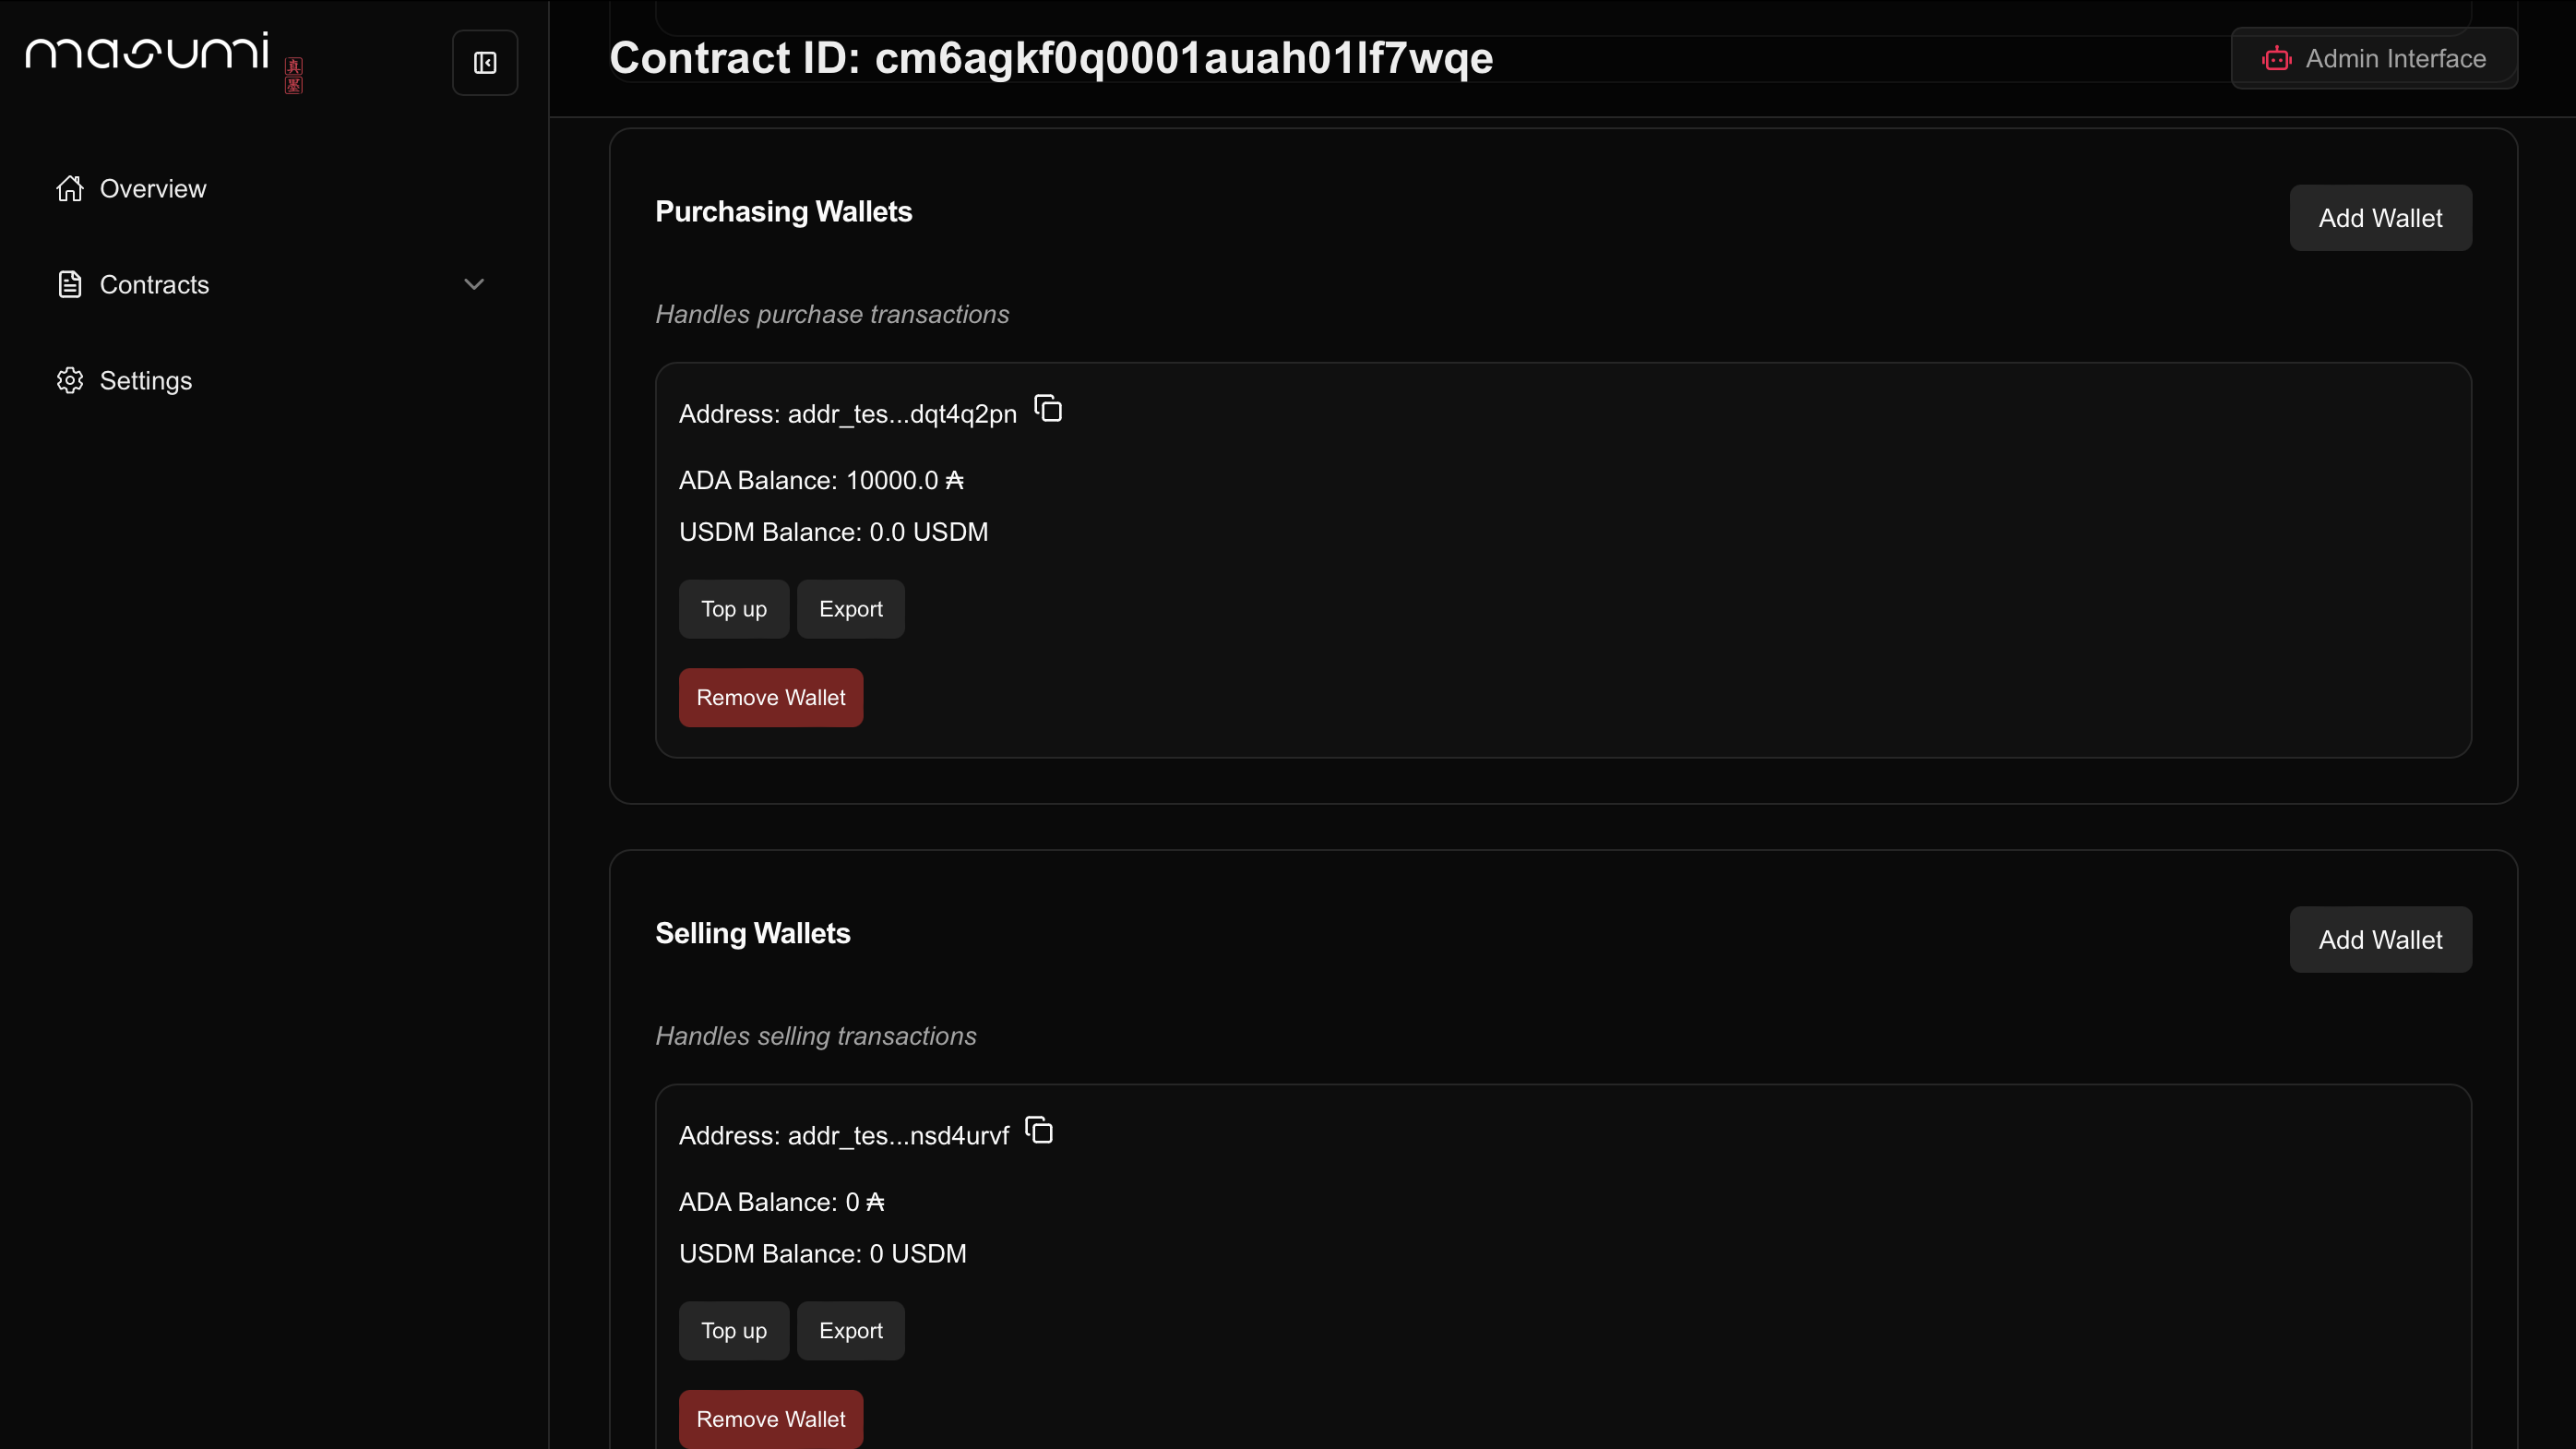 masumi
真
墨
Contract ID: cm6agkf0q0001auah01lf7wqe
Admin Interface
Overview
Contracts
Settings
Purchasing Wallets
Add Wallet
Handles purchase transactions
Address: addr_tes...dqt4q2pn
ADA Balance: 10000.0 ₳
USDM Balance: 0.0 USDM
Top up
Export
Remove Wallet
Selling Wallets
Add Wallet
Handles selling transactions
Address: addr_tes...nsd4urvf
ADA Balance: 0 ₳
USDM Balance: 0 USDM
Top up
Export
Remove Wallet